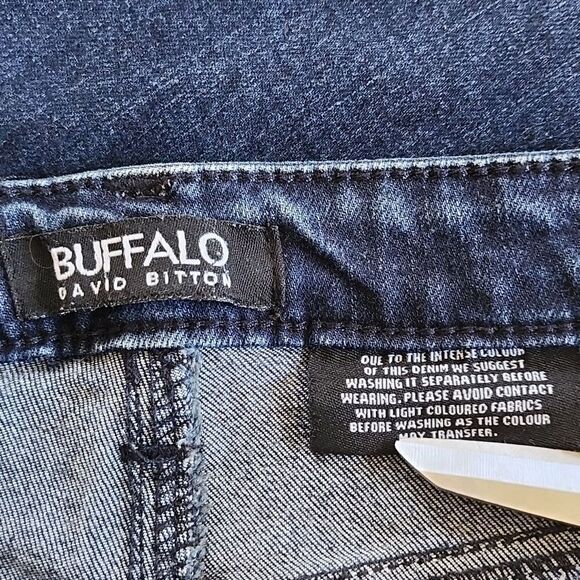 BUFFALO
DAVID BITTON
DUE TO THE INTENSE COLOUR
OF THIS DENIM WE SUGGEST
WASHING IT SEPARATELY BEFORE
WEARING. PLEASE AVOID CONTACT
WITH LIGHT COLOURED FABRICS
BEFORE WASHING AS THE COLOUR
MAY TRANSFER.